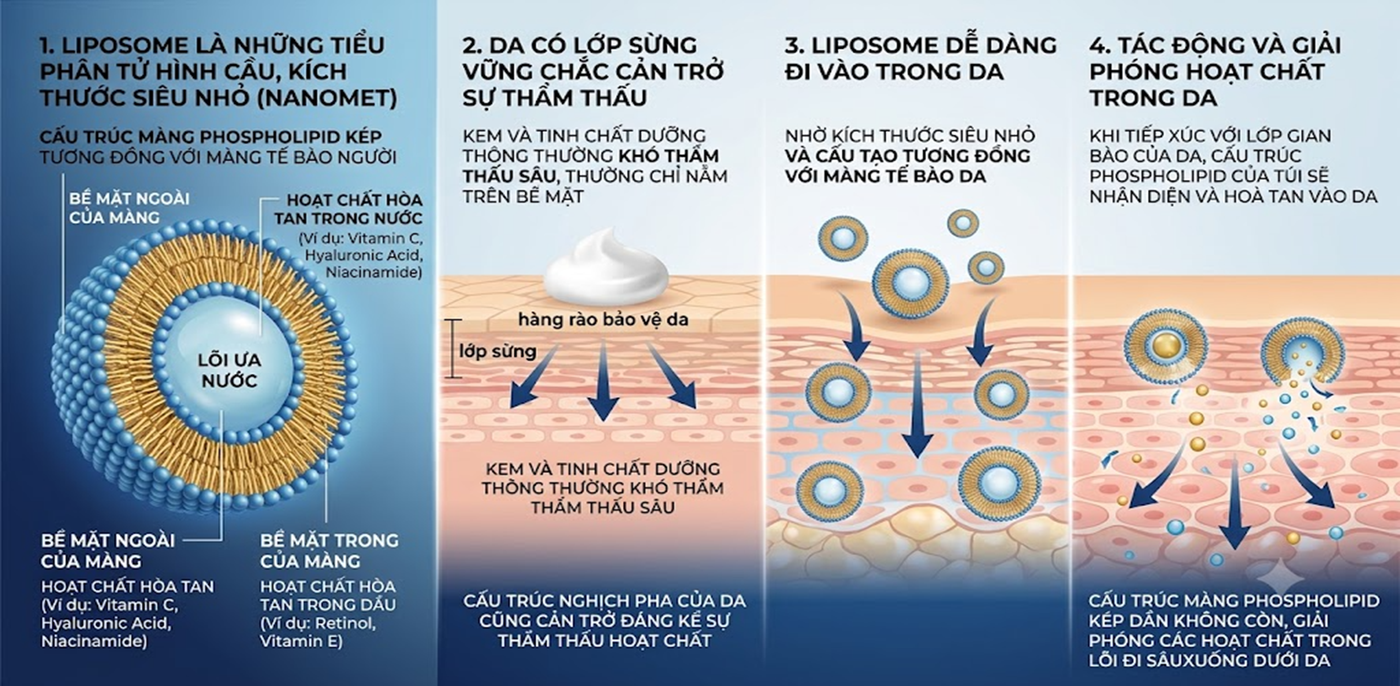 1. LIPOSOME LÀ NHỮNG TIỂU
PHÂN TỬ HÌNH CẦU, KÍCH
THƯỚC SIÊU NHỎ (NANOMET)
CẤU TRÚC MÀNG PHOSPHOLIPID KÉP
TƯƠNG ĐỒNG VỚI MÀNG TẾ BÀO NGƯỜI
BỀ MẶT NGOÀI
CỦA MÀNG
HOẠT CHẤT HÒA
TAN TRONG NƯỚC
(Ví dụ: Vitamin C,
Hyaluronic Acid,
Niacinamide)
LÕI ƯA
NƯỚC
BỀ MẶT NGOÀI
CỦA MÀNG
HOẠT CHẤT HÒA TAN
(Ví dụ: Vitamin C,
Hyaluronic Acid,
Niacinamide)
BỀ MẶT TRONG
CỦA MÀNG
HOẠT CHẤT HÒA
TAN TRONG DẦU
(Ví dụ: Retinol,
Vitamin E)
2. DA CÓ LỚP SỪNG
VỮNG CHẮC CẢN TRỞ
SỰ THẨM THẤU
KEM VÀ TINH CHẤT DƯỠNG
THÔNG THƯỜNG KHÓ THẨM
THẤU SÂU, THƯỜNG CHỈ NẰM
TRÊN BỀ MẶT
hàng rào bảo vệ da
lớp sừng
KEM VÀ TINH CHẤT DƯỠNG
THÔNG THƯỜNG KHÓ THẨM
THẨM THẤU SÂU
CẤU TRÚC NGHỊCH PHA CỦA DA
CŨNG CẢN TRỞ ĐÁNG KỂ SỰ
THẨM THẤU HOẠT CHẤT
3. LIPOSOME DỄ DÀNG
ĐI VÀO TRONG DA
NHỜ KÍCH THƯỚC SIÊU NHỎ
VÀ CẤU TẠO TƯƠNG ĐỒNG
VỚI MÀNG TẾ BÀO DA
4. TÁC ĐỘNG VÀ GIẢI
PHÓNG HOẠT CHẤT
TRONG DA
KHI TIẾP XÚC VỚI LỚP GIAN
BÀO CỦA DA, CẤU TRÚC
PHOSPHOLIPID CỦA TÚI SẼ
NHẬN DIỆN VÀ HOÀ TAN VÀO DA
CẤU TRÚC MÀNG PHOSPHOLIPID
KÉP DẦN KHÔNG CÒN, GIẢI
PHÓNG CÁC HOẠT CHẤT TRONG
LÕI ĐI SÂUXUỐNG DƯỚI DA